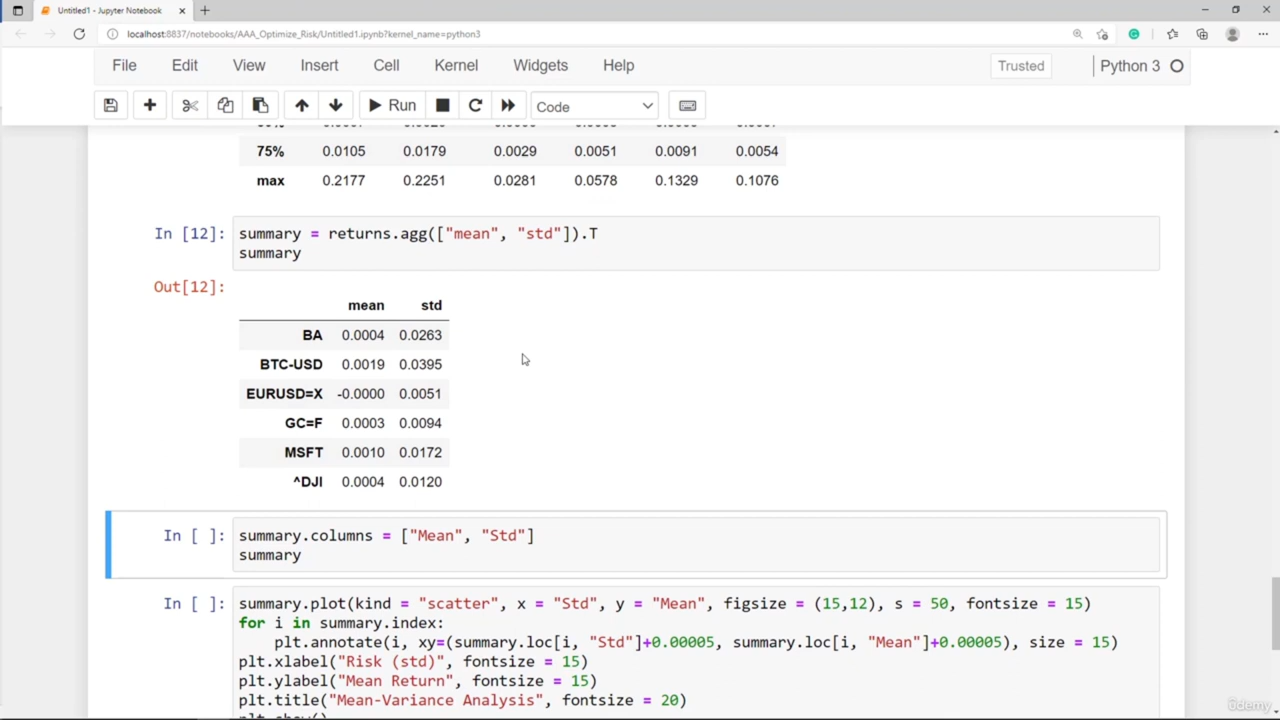 Untitled1 - Jupyter Notebook
localhost:8837/notebooks/AAA_Optimize_Risk/Untitled1.ipynb?kernel_name=python3
File Edit View Insert Cell Kernel Widgets Help Trusted Python 3
Run Code
75% 0.0105 0.0179 0.0029 0.0051 0.0091 0.0054
max 0.2177 0.2251 0.0281 0.0578 0.1329 0.1076
In [12]: summary = returns.agg(["mean", "std"]).T
summary
Out[12]:
mean std
BA 0.0004 0.0263
BTC-USD 0.0019 0.0395
EURUSD=X -0.0000 0.0051
GC=F 0.0003 0.0094
MSFT 0.0010 0.0172
^DJI 0.0004 0.0120
In [ ]: summary.columns = ["Mean", "Std"]
summary
In [ ]: summary.plot(kind = "scatter", x = "Std", y = "Mean", figsize = (15,12), s = 50, fontsize = 15)
for i in summary.index:
plt.annotate(i, xy=(summary.loc[i, "Std"]+0.00005, summary.loc[i, "Mean"]+0.00005), size = 15)
plt.xlabel("Risk (std)", fontsize = 15)
plt.ylabel("Mean Return", fontsize = 15)
plt.title("Mean-Variance Analysis", fontsize = 20)
plt.show()
ûdemy